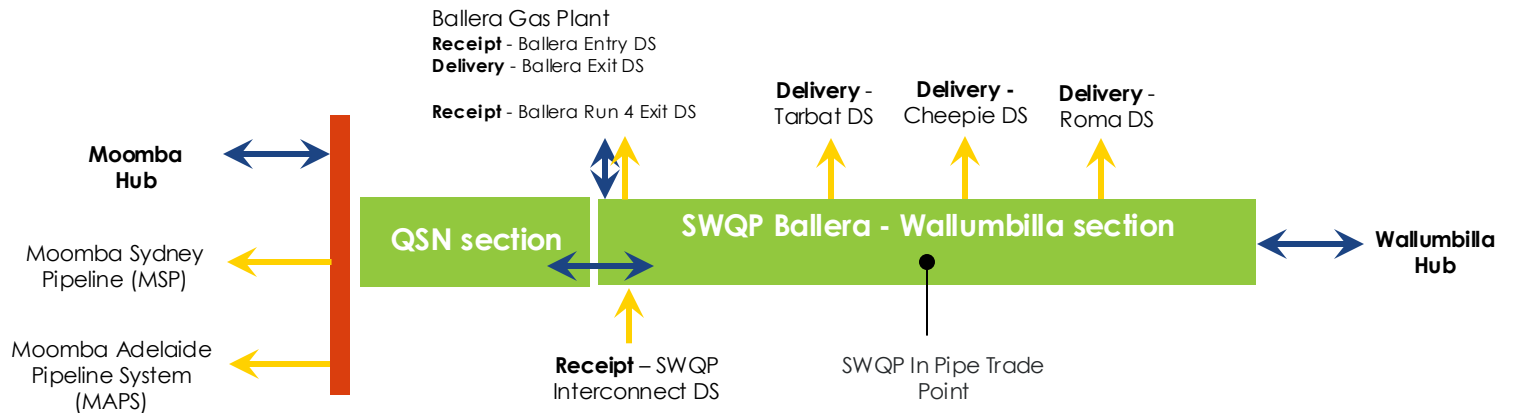 Ballera Gas Plant
Receipt - Ballera Entry DS
Delivery - Ballera Exit DS
Receipt - Ballera Run 4 Exit DS
Delivery -
Tarbat DS
Delivery -
Cheepie DS
Delivery -
Roma DS
Moomba
Hub
QSN section
SWQP Ballera - Wallumbilla section
Wallumbilla
Hub
Moomba Sydney
Pipeline (MSP)
Moomba Adelaide
Pipeline System
(MAPS)
Receipt – SWQP
Interconnect DS
SWQP In Pipe Trade
Point